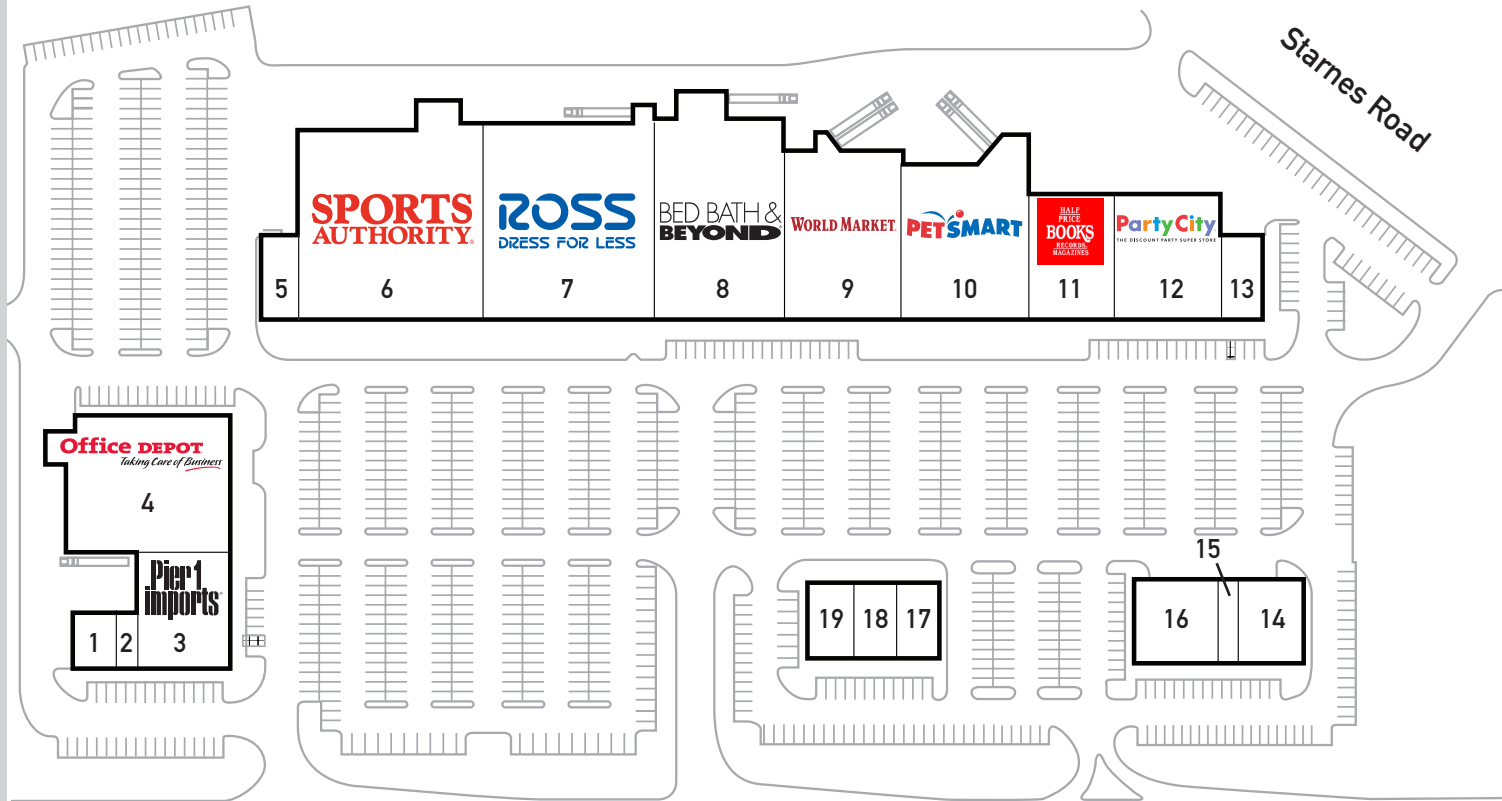 Starnes Road
SPORTS
AUTHORITY.
ROSS
DRESS FOR LESS
BED BATH &
BEYOND
WORLD MARKET.
PETSMART
HALF
PRICE
BOOKS
RECORDS,
MAGAZINES
Party City
THE DISCOUNT PARTY SUPER STORE
5
6
7
8
9
10
11
12
13
Office DEPOT
Taking Care of Business
4
Pier 1
imports
1
2
3
15
19
18
17
16
14